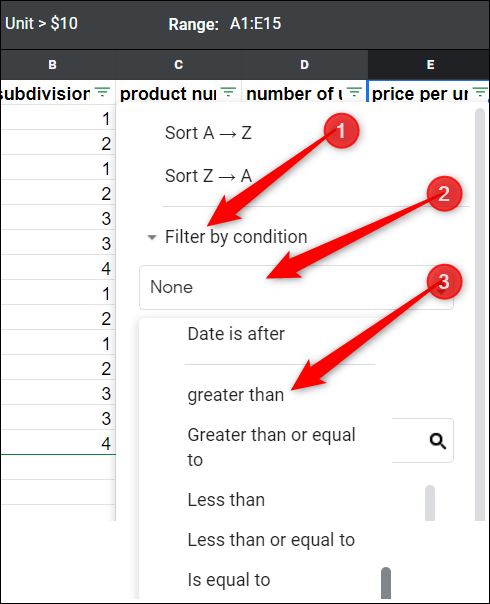 Unit > $10 Range: A1:E15
B C D E
subdivision product nu number of u price per ur
1
2
1
2
3
3
4
1
2
1
2
3
3
4
Sort A → Z
Sort Z → A
Filter by condition
None
Date is after
greater than
Greater than or equal
to
Less than
Less than or equal to
Is equal to
1
2
3